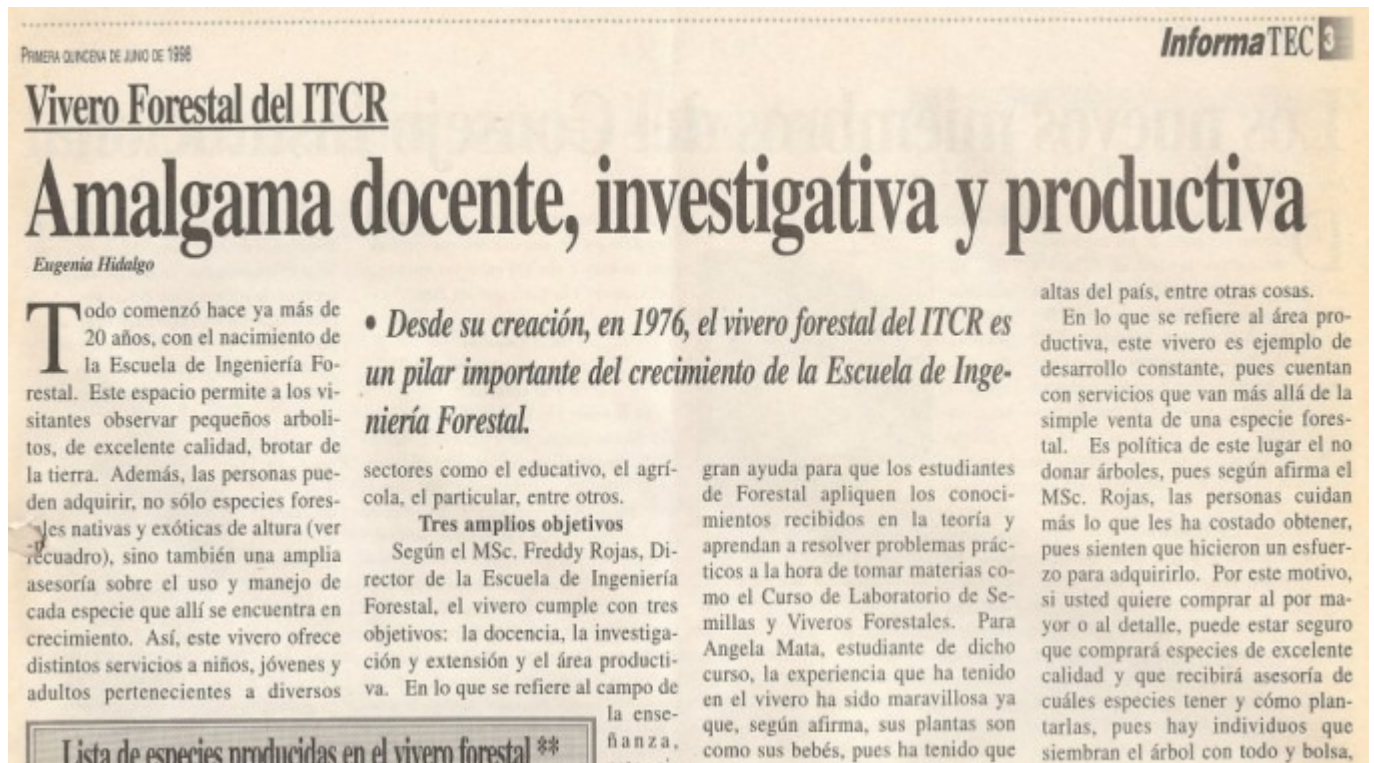 PRIMERA QUINCENA DE JUNIO DE 1998
InformaTEC 3
Vivero Forestal del ITCR
Amalgama docente, investigativa y productiva
Eugenia Hidalgo
Todo comenzó hace ya más de
20 años, con el nacimiento de
la Escuela de Ingeniería Fo-
restal. Este espacio permite a los vi-
sitantes observar pequeños arboli-
tos, de excelente calidad, brotar de
la tierra. Además, las personas pue-
den adquirir, no sólo especies fores-
ales nativas y exóticas de altura (ver
recuadro), sino también una amplia
asesoría sobre el uso y manejo de
cada especie que allí se encuentra en
crecimiento. Así, este vivero ofrece
distintos servicios a niños, jóvenes y
adultos pertenecientes a diversos
• Desde su creación, en 1976, el vivero forestal del ITCR es
un pilar importante del crecimiento de la Escuela de Inge-
niería Forestal.
sectores como el educativo, el agrí-
cola, el particular, entre otros.
Tres amplios objetivos
Según el MSc. Freddy Rojas, Di-
rector de la Escuela de Ingeniería
Forestal, el vivero cumple con tres
objetivos: la docencia, la investiga-
ción y extensión y el área producti-
va. En lo que se refiere al campo de
la ense-
ñanza,
gran ayuda para que los estudiantes
de Forestal apliquen los conoci-
mientos recibidos en la teoría y
aprendan a resolver problemas prác-
ticos a la hora de tomar materias co-
mo el Curso de Laboratorio de Se-
millas y Viveros Forestales. Para
Angela Mata, estudiante de dicho
curso, la experiencia que ha tenido
en el vivero ha sido maravillosa ya
que, según afirma, sus plantas son
como sus bebés, pues ha tenido que
altas del país, entre otras cosas.
En lo que se refiere al área pro-
ductiva, este vivero es ejemplo de
desarrollo constante, pues cuentan
con servicios que van más allá de la
simple venta de una especie fores-
tal. Es política de este lugar el no
donar árboles, pues según afirma el
MSc. Rojas, las personas cuidan
más lo que les ha costado obtener,
pues sienten que hicieron un esfuer-
zo para adquirirlo. Por este motivo,
si usted quiere comprar al por ma-
yor o al detalle, puede estar seguro
que comprará especies de excelente
calidad y que recibirá asesoría de
cuáles especies tener y cómo plan-
tarlas, pues hay individuos que
siembran el árbol con todo y bolsa,
Lista de especies producidas en el vivero forestal **